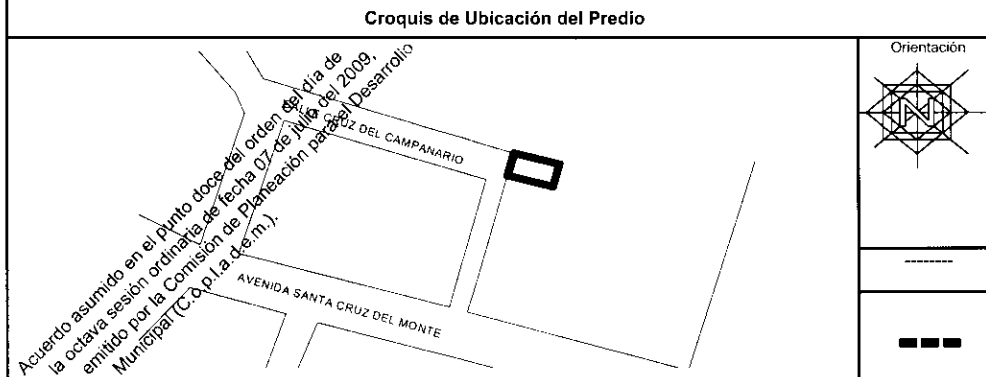 Croquis de Ubicación del Predio
Orientación
N
CALLE CRUZ DEL CAMPANARIO
AVENIDA SANTA CRUZ DEL MONTE
Acuerdo asumido en el punto doce del orden del día de
la octava sesión ordinaria de fecha 07 de julio del 2009,
emitido por la Comisión de Planeación para el Desarrollo
Municipal (C.o.p.l.a.d.e.m.).